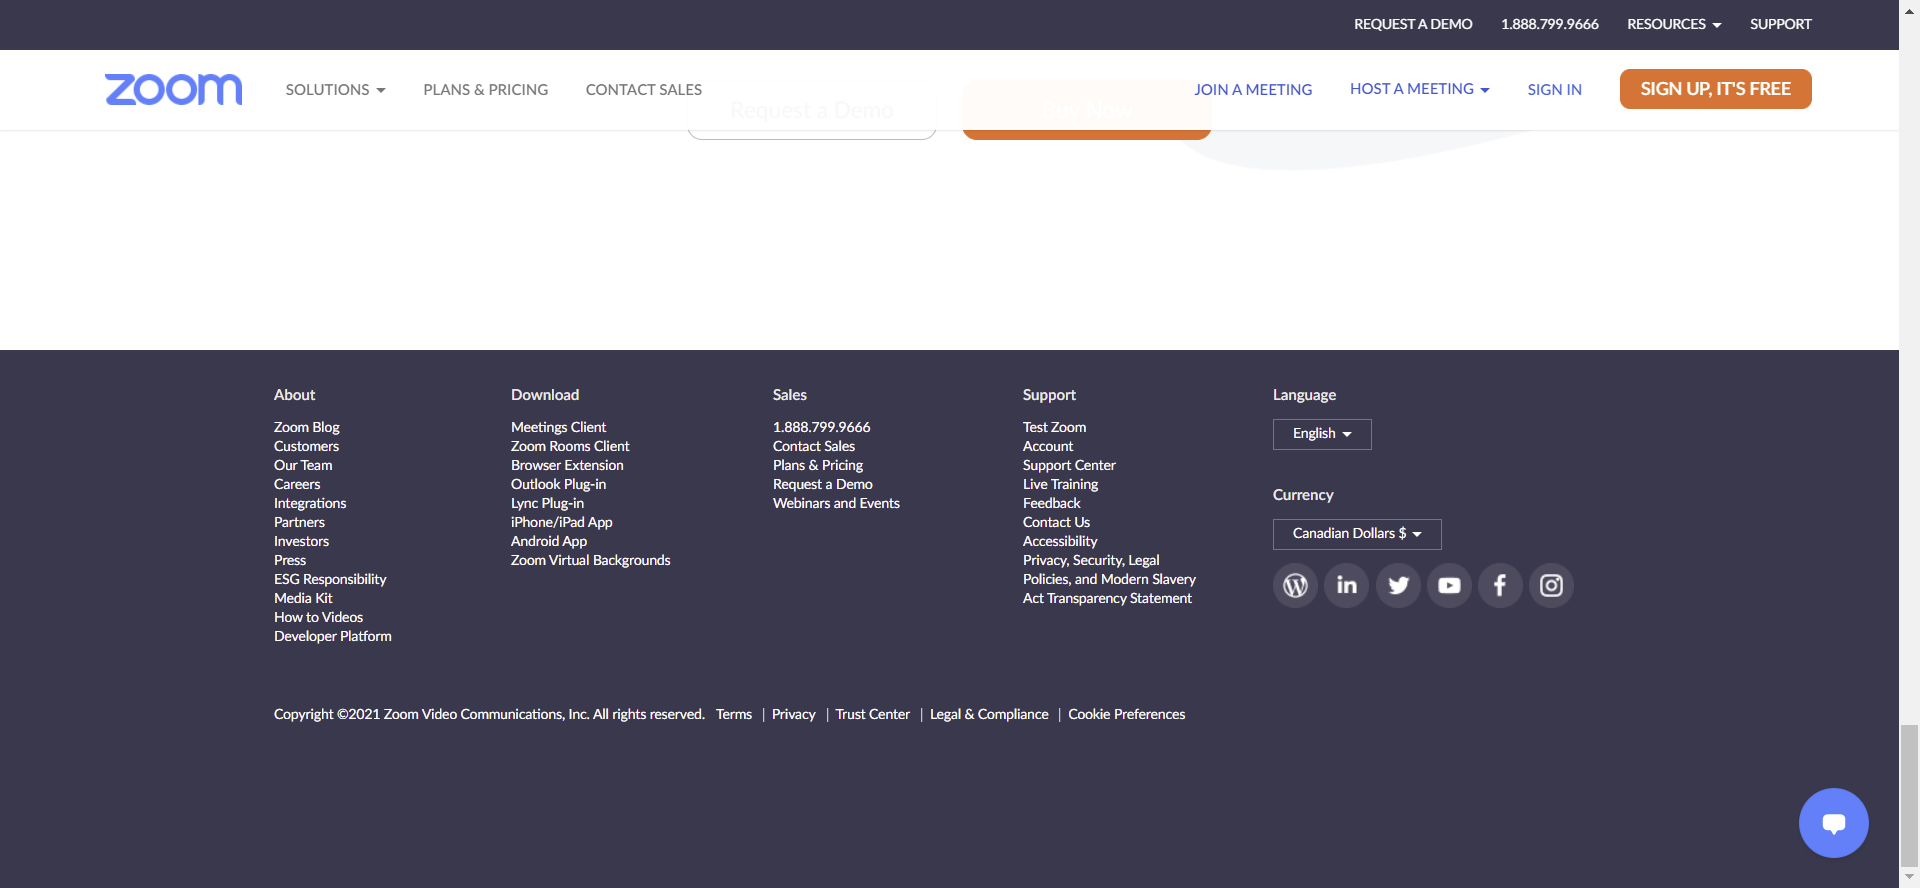 REQUEST A DEMO 1.888.799.9666 RESOURCES SUPPORT
zoom SOLUTIONS PLANS & PRICING CONTACT SALES JOIN A MEETING HOST A MEETING SIGN IN SIGN UP, IT'S FREE
Request a Demo Buy Now
About
Zoom Blog
Customers
Our Team
Careers
Integrations
Partners
Investors
Press
ESG Responsibility
Media Kit
How to Videos
Developer Platform
Download
Meetings Client
Zoom Rooms Client
Browser Extension
Outlook Plug-in
Lync Plug-in
iPhone/iPad App
Android App
Zoom Virtual Backgrounds
Sales
1.888.799.9666
Contact Sales
Plans & Pricing
Request a Demo
Webinars and Events
Support
Test Zoom
Account
Support Center
Live Training
Feedback
Contact Us
Accessibility
Privacy, Security, Legal
Policies, and Modern Slavery
Act Transparency Statement
Language
English
Currency
Canadian Dollars $
Copyright ©2021 Zoom Video Communications, Inc. All rights reserved. Terms | Privacy | Trust Center | Legal & Compliance | Cookie Preferences